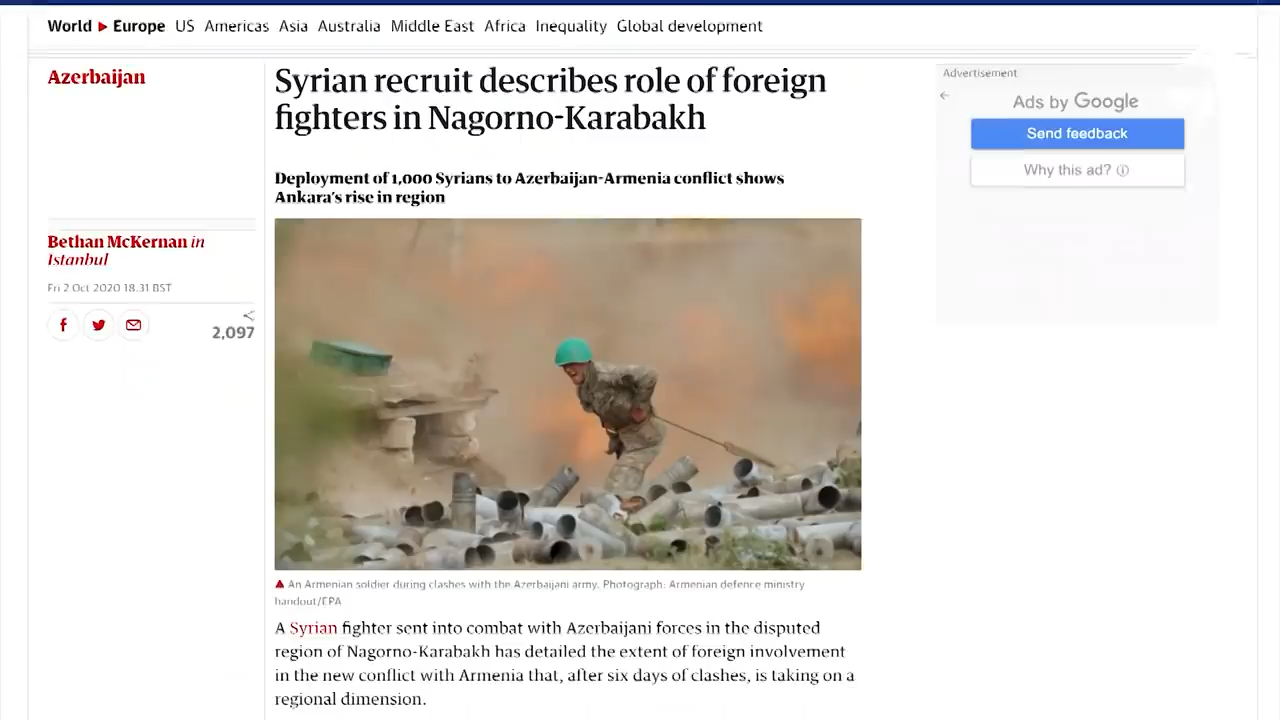 World ▶ Europe US Americas Asia Australia Middle East Africa Inequality Global development
Azerbaijan
Syrian recruit describes role of foreign
fighters in Nagorno-Karabakh
Deployment of 1,000 Syrians to Azerbaijan-Armenia conflict shows
Ankara's rise in region
Bethan McKernan in
Istanbul
Fri 2 Oct 2020 18.31 BST
2,097
Advertisement
Ads by Google
Send feedback
Why this ad?
An Armenian soldier during clashes with the Azerbaijani army. Photograph: Armenian defence ministry
handout/EPA
A Syrian fighter sent into combat with Azerbaijani forces in the disputed
region of Nagorno-Karabakh has detailed the extent of foreign involvement
in the new conflict with Armenia that, after six days of clashes, is taking on a
regional dimension.